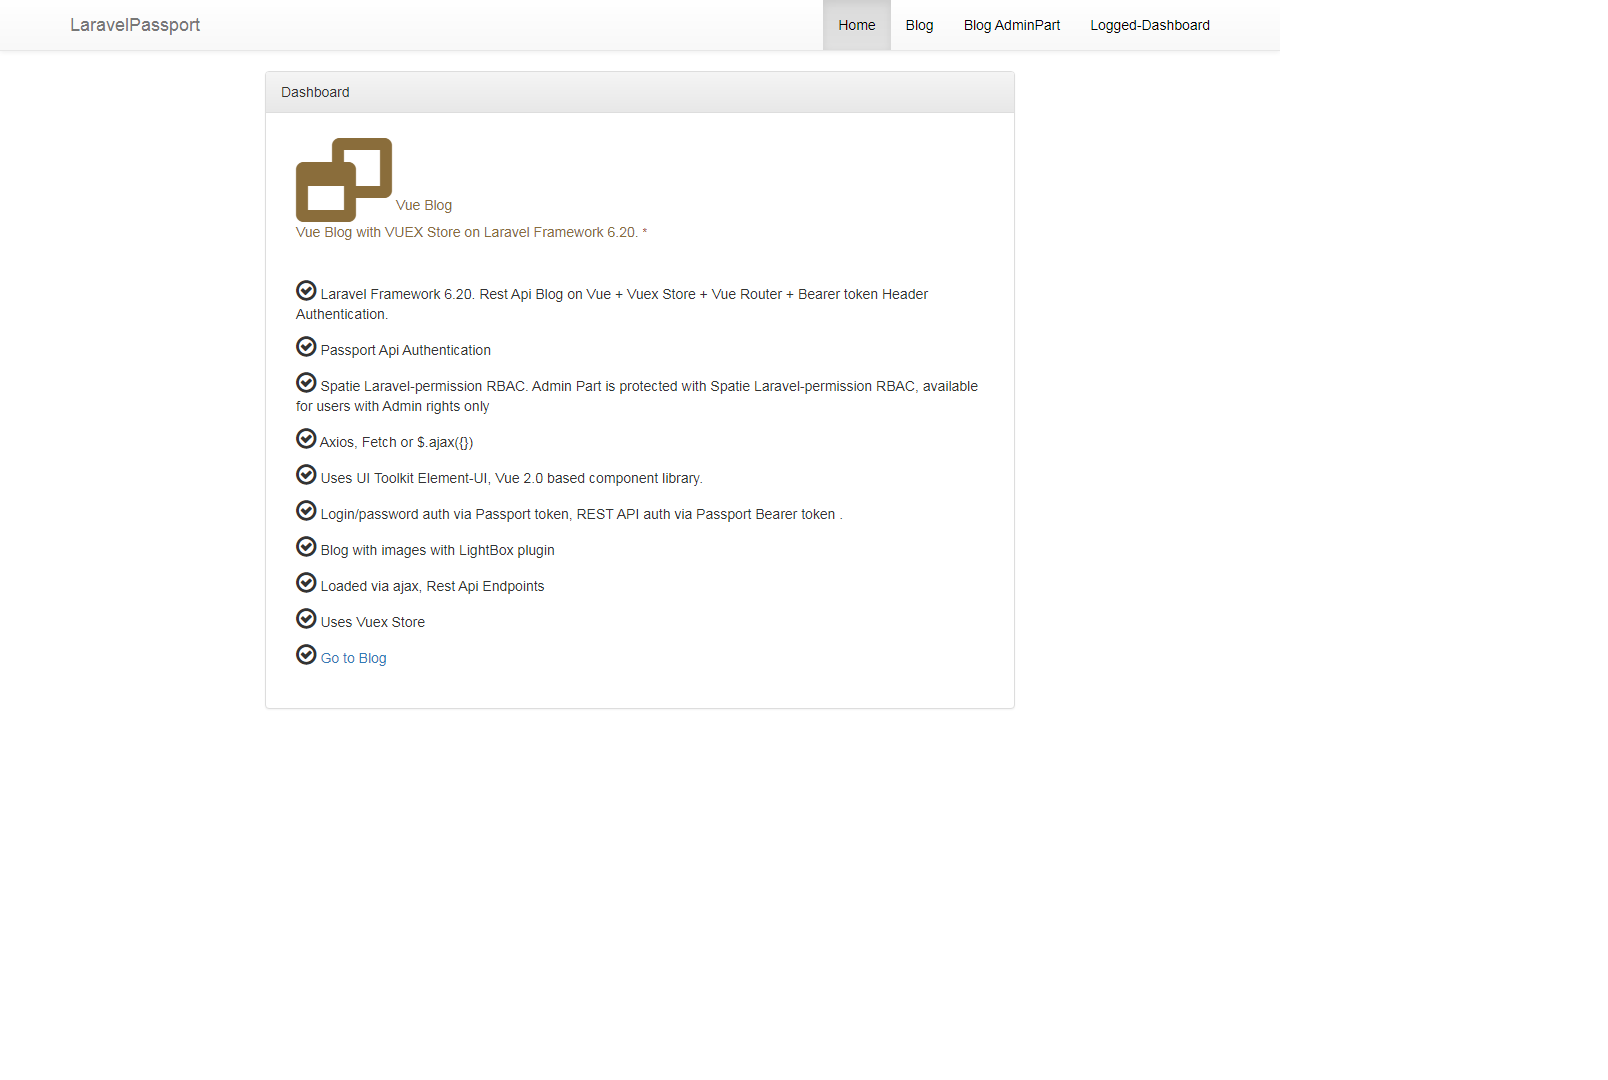 LaravelPassport
Home
Blog
Blog AdminPart
Logged-Dashboard
Dashboard
Vue Blog
Vue Blog with VUEX Store on Laravel Framework 6.20. *
Laravel Framework 6.20. Rest Api Blog on Vue + Vuex Store + Vue Router + Bearer token Header
Authentication.
Passport Api Authentication
Spatie Laravel-permission RBAC. Admin Part is protected with Spatie Laravel-permission RBAC, available
for users with Admin rights only
Axios, Fetch or $.ajax({})
Uses UI Toolkit Element-UI, Vue 2.0 based component library.
Login/password auth via Passport token, REST API auth via Passport Bearer token .
Blog with images with LightBox plugin
Loaded via ajax, Rest Api Endpoints
Uses Vuex Store
Go to Blog